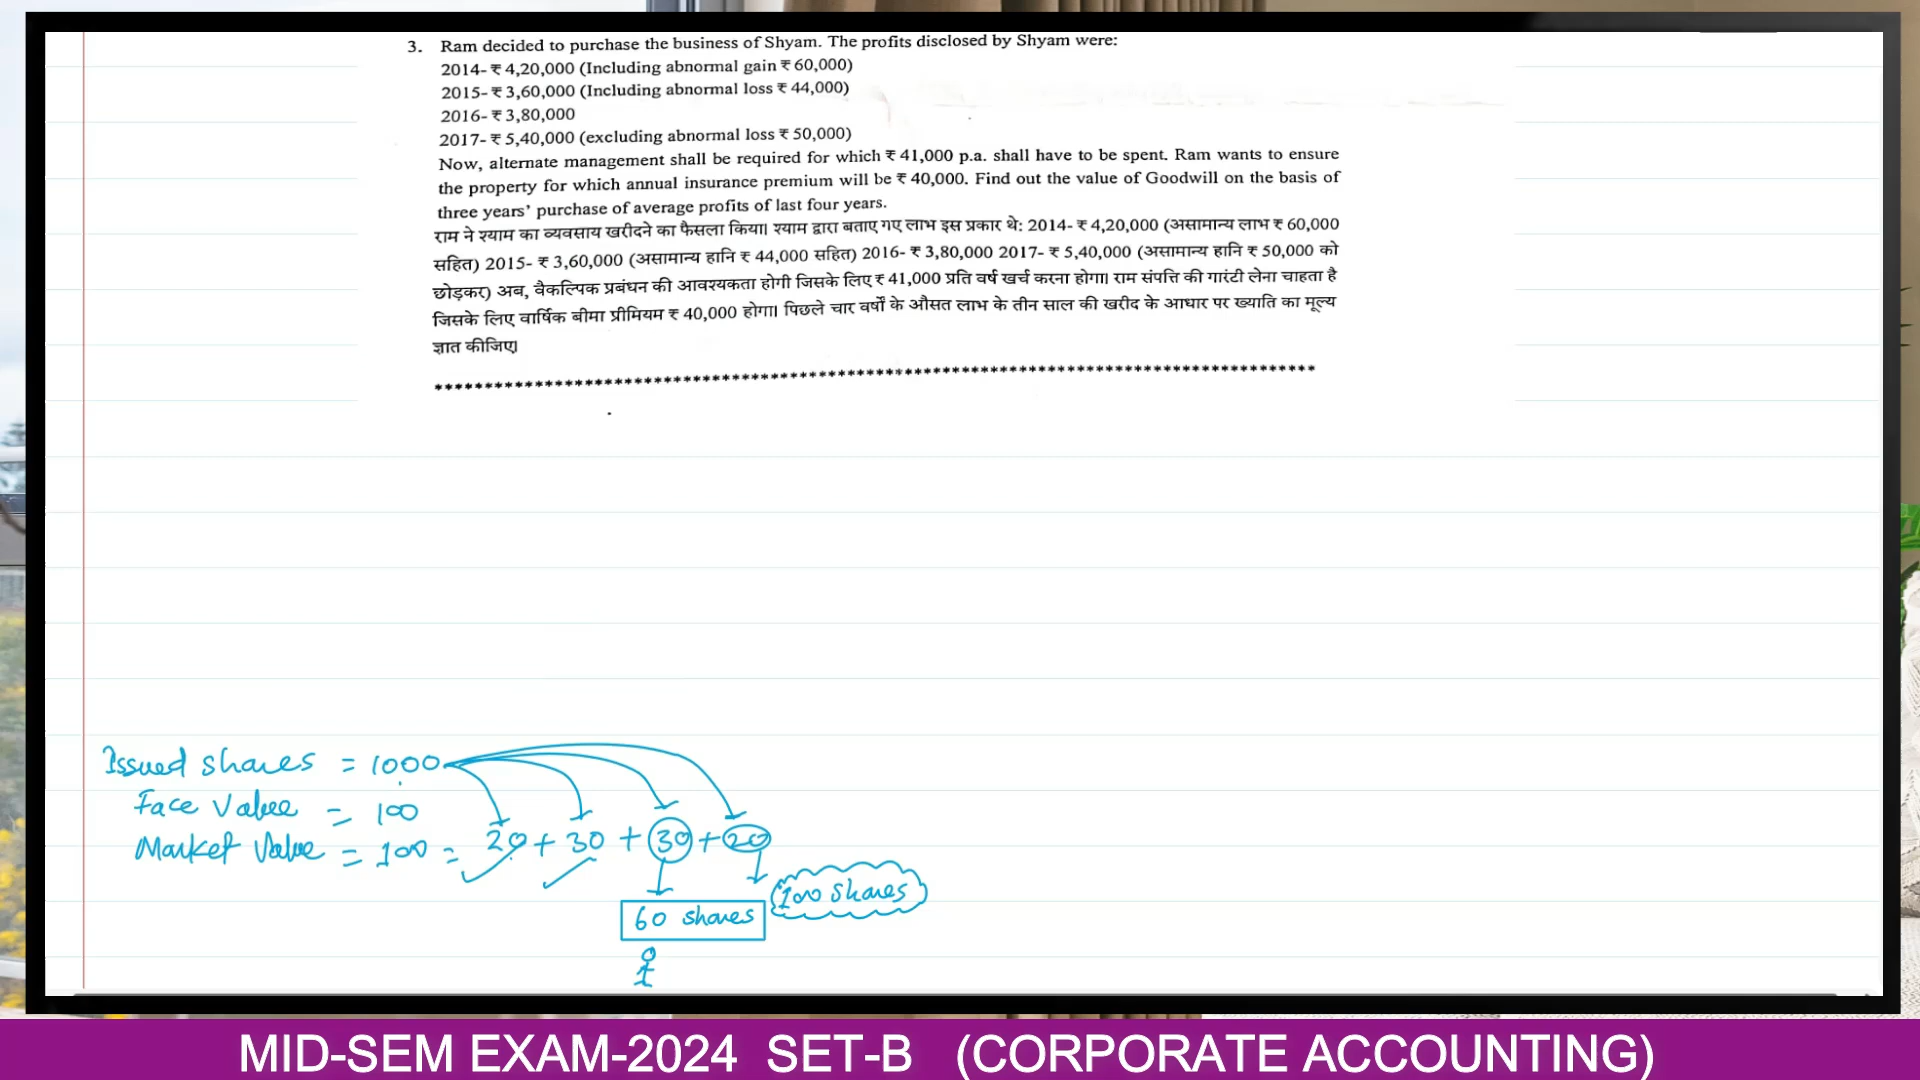 3. Ram decided to purchase the business of Shyam. The profits disclosed by Shyam were:
2014- ₹ 4,20,000 (Including abnormal gain ₹ 60,000)
2015- ₹ 3,60,000 (Including abnormal loss ₹ 44,000)
2016- ₹ 3,80,000
2017- ₹ 5,40,000 (excluding abnormal loss ₹ 50,000)
Now, alternate management shall be required for which ₹ 41,000 p.a. shall have to be spent. Ram wants to ensure
the property for which annual insurance premium will be ₹ 40,000. Find out the value of Goodwill on the basis of
three years' purchase of average profits of last four years.
राम ने श्याम का व्यवसाय खरीदने का फैसला किया। श्याम द्वारा बताए गए लाभ इस प्रकार थे: 2014- ₹ 4,20,000 (असामान्य लाभ ₹ 60,000
सहित) 2015- ₹ 3,60,000 (असामान्य हानि ₹ 44,000 सहित) 2016- ₹ 3,80,000 2017- ₹ 5,40,000 (असामान्य हानि ₹ 50,000 को
छोड़कर) अब, वैकल्पिक प्रबंधन की आवश्यकता होगी जिसके लिए ₹ 41,000 प्रति वर्ष खर्च करना होगा। राम संपत्ति की गारंटी लेना चाहता है
जिसके लिए वार्षिक बीमा प्रीमियम ₹ 40,000 होगा। पिछले चार वर्षों के औसत लाभ के तीन साल की खरीद के आधार पर ख्याति का मूल्य
ज्ञात कीजिए।
****************************************************************************************
Issued shares = 1000
Face Value = 100
Market Value = 100 = 20 + 30 + 30 + 20
100 shares
60 shares
MID-SEM EXAM-2024 SET-B (CORPORATE ACCOUNTING)